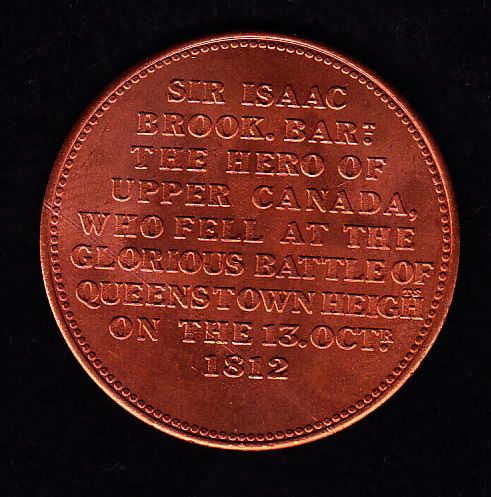 SIR ISAAC
BROOK. BARᵀ:
THE HERO OF
UPPER CANADA,
WHO FELL AT THE
GLORIOUS BATTLE OF
QUEENSTOWN HEIGHᵀˢ
ON THE 13. OCTᴿ.
1812